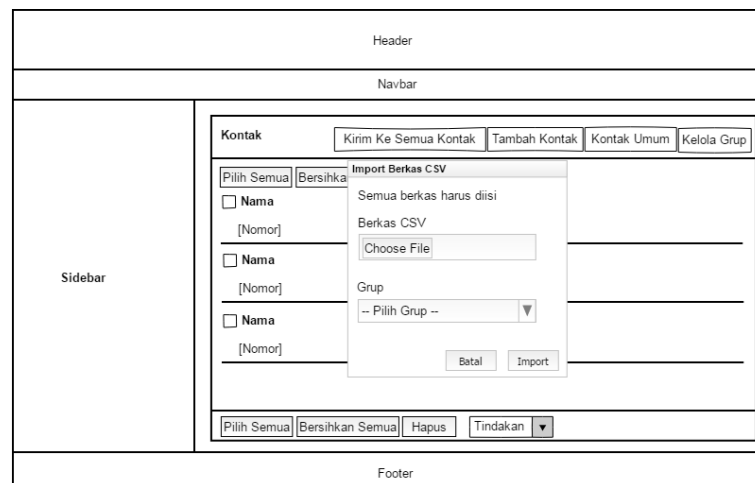 Header
Navbar
Kontak
Kirim Ke Semua Kontak Tambah Kontak Kontak Umum Kelola Grup
Pilih Semua Bersihka
Import Berkas CSV
Semua berkas harus diisi
Berkas CSV
Choose File
Grup
-- Pilih Grup --
Batal Import
Nama
[Nomor]
Nama
[Nomor]
Nama
[Nomor]
Sidebar
Pilih Semua Bersihkan Semua Hapus Tindakan
Footer